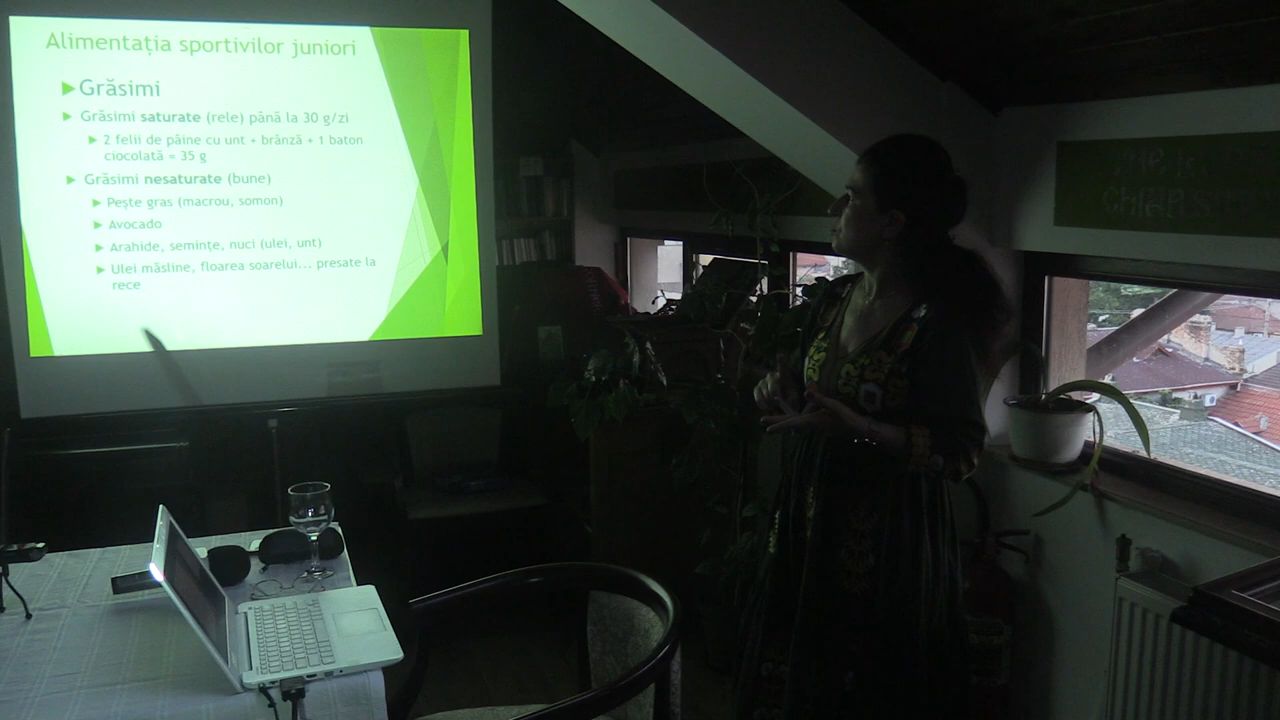 Alimentația sportivilor juniori
Grăsimi
Grăsimi saturate (rele) până la 30 g/zi
2 felii de pâine cu unt + brânză + 1 baton
ciocolată = 35 g
Grăsimi nesaturate (bune)
Pește gras (macrou, somon)
Avocado
Arahide, semințe, nuci (ulei, unt)
Ulei măsline, floarea soarelui... presate la
rece